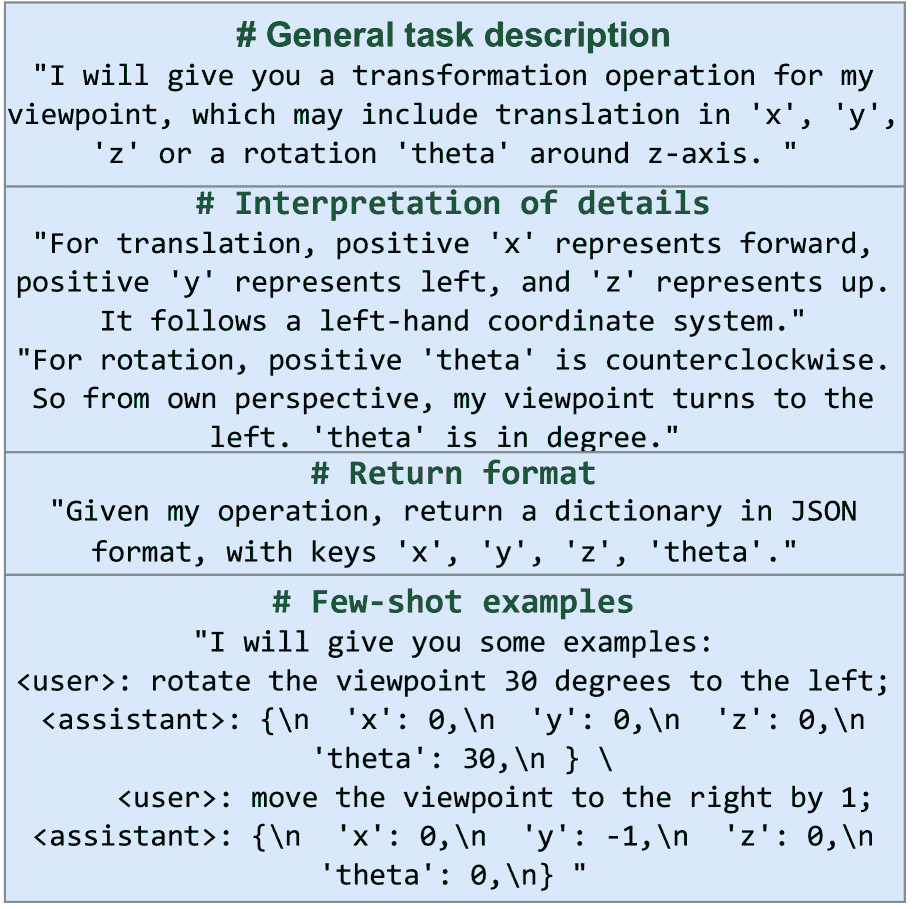 # General task description
"I will give you a transformation operation for my
viewpoint, which may include translation in 'x', 'y',
'z' or a rotation 'theta' around z-axis. "
# Interpretation of details
"For translation, positive 'x' represents forward,
positive 'y' represents left, and 'z' represents up.
It follows a left-hand coordinate system."
"For rotation, positive 'theta' is counterclockwise.
So from own perspective, my viewpoint turns to the
left. 'theta' is in degree."
# Return format
"Given my operation, return a dictionary in JSON
format, with keys 'x', 'y', 'z', 'theta'."
# Few-shot examples
"I will give you some examples:
<user>: rotate the viewpoint 30 degrees to the left;
<assistant>: {\n  'x': 0,\n  'y': 0,\n  'z': 0,\n
'theta': 30,\n } \
<user>: move the viewpoint to the right by 1;
<assistant>: {\n  'x': 0,\n  'y': -1,\n  'z': 0,\n
'theta': 0,\n} "